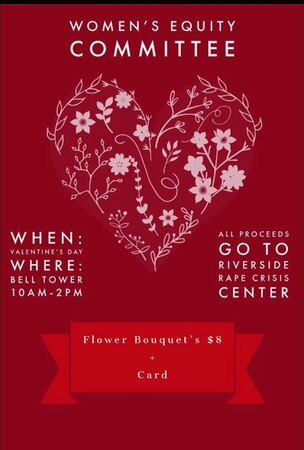 WOMEN'S EQUITY
COMMITTEE
WHEN:
VALENTINE'S DAY
WHERE:
BELL TOWER
10AM-2PM
ALL PROCEEDS
GO TO
RIVERSIDE
RAPE CRISIS
CENTER
Flower Bouquet's $8
+
Card